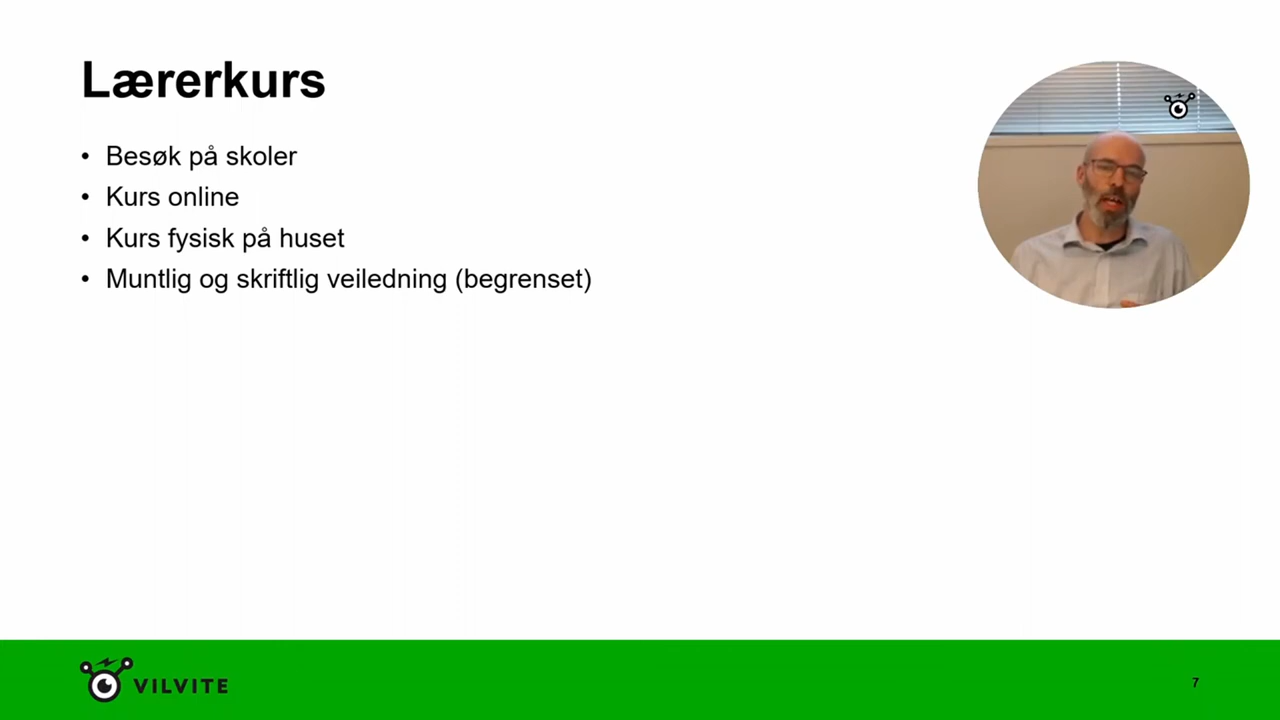 Lærerkurs
• Besøk på skoler
• Kurs online
• Kurs fysisk på huset
• Muntlig og skriftlig veiledning (begrenset)
VILVITE
7